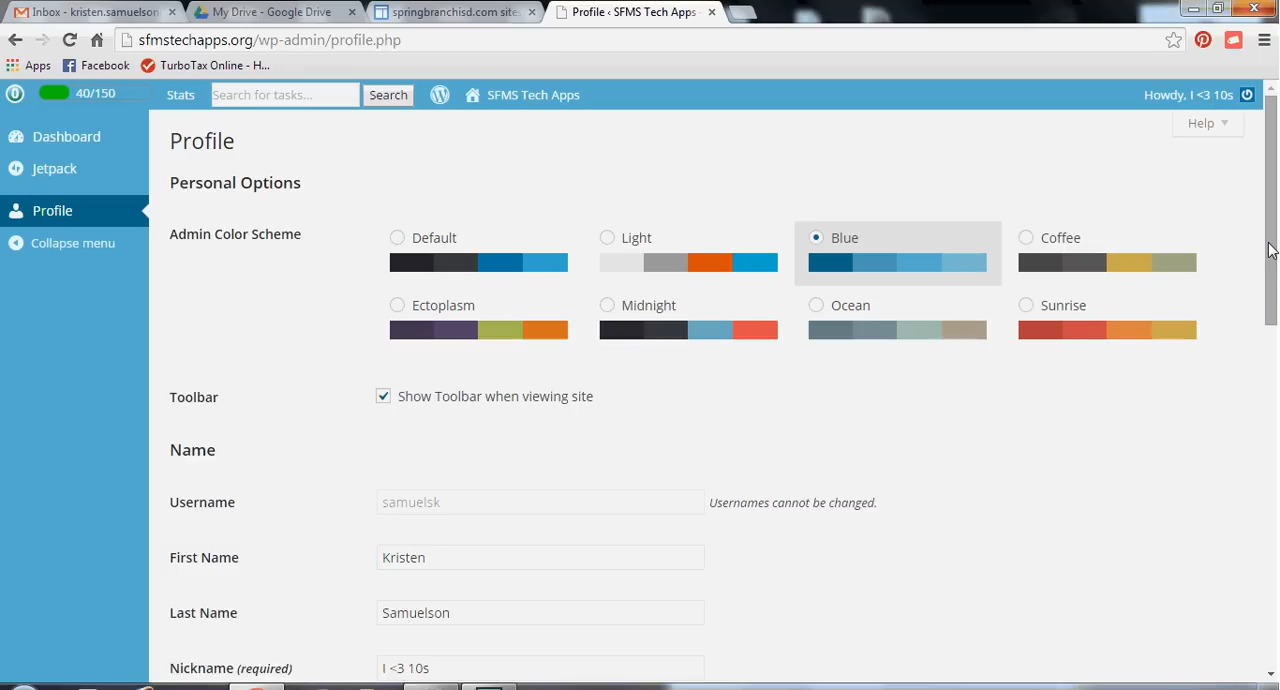 Inbox - kristen.samuelson
My Drive - Google Drive
springbranchisd.com site
Profile ‹ SFMS Tech Apps -
sfmstechapps.org/wp-admin/profile.php
Apps Facebook TurboTax Online - H...
40/150 Stats Search for tasks... Search SFMS Tech Apps Howdy, I <3 10s
Help
Dashboard
Jetpack
Profile
Collapse menu
Profile
Personal Options
Admin Color Scheme
Default Light Blue Coffee
Ectoplasm Midnight Ocean Sunrise
Toolbar Show Toolbar when viewing site
Name
Username samuelsk Usernames cannot be changed.
First Name Kristen
Last Name Samuelson
Nickname (required) I <3 10s